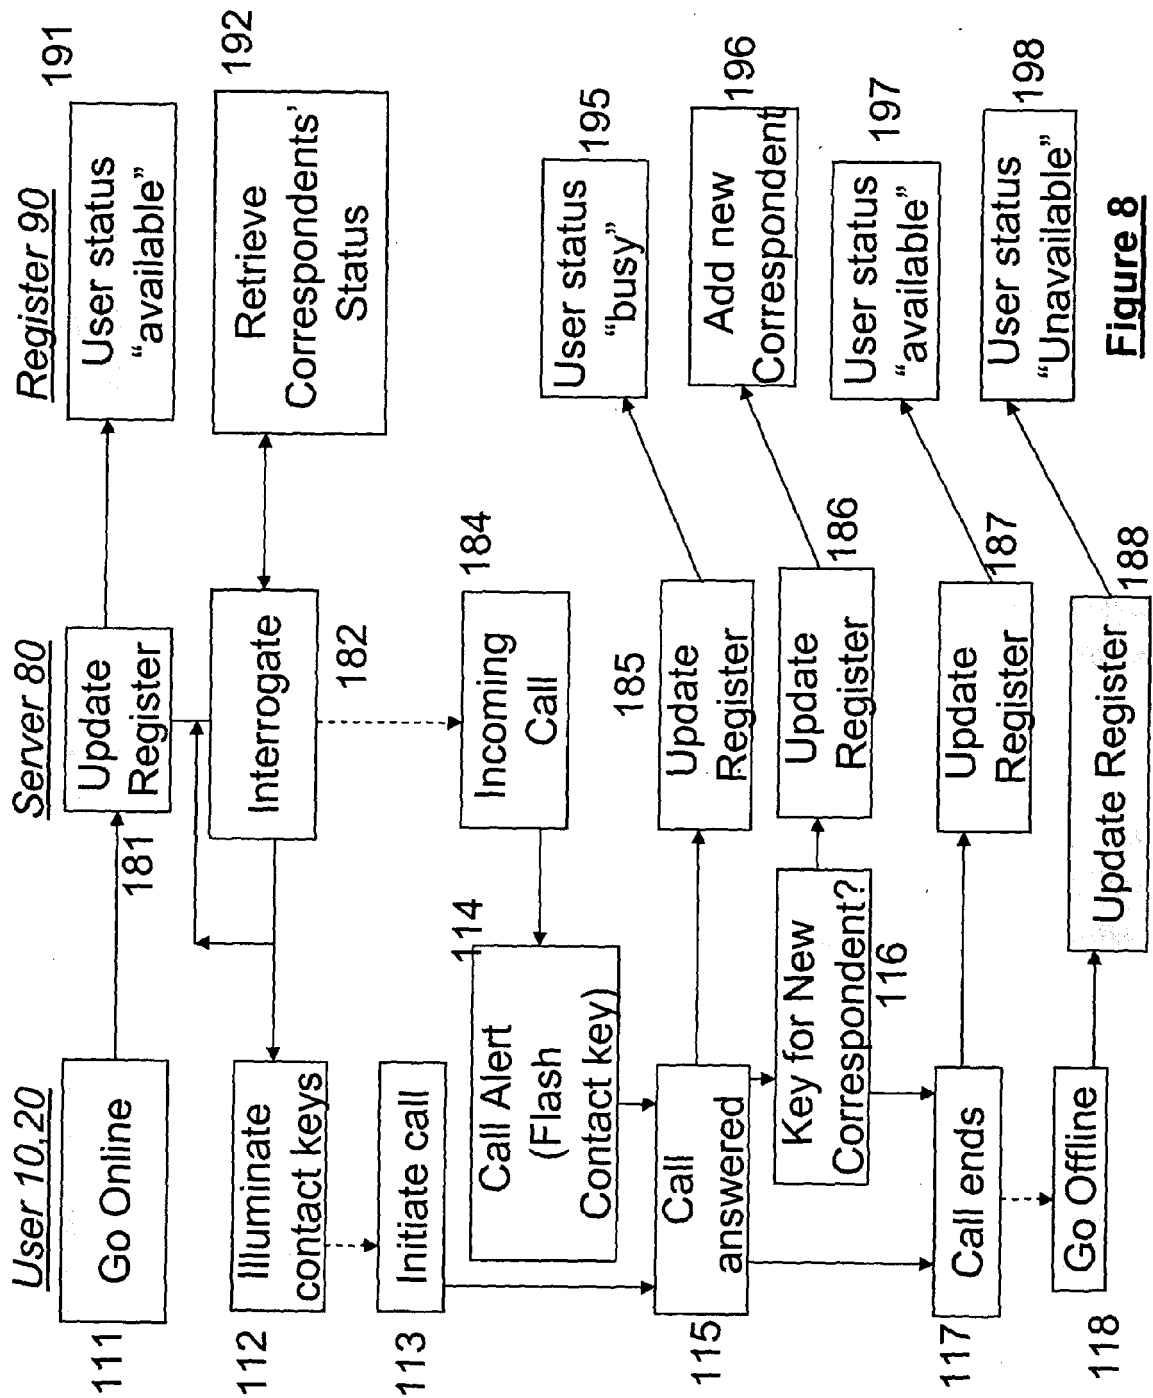 User 10,20
Server 80
Register 90
111
Go Online
181
Update
Register
User status
“available”
191
112
Illuminate
contact keys
Interrogate
182
Retrieve
Correspondents’
Status
192
113
Initiate call
114
Call Alert
(Flash
Contact key)
Incoming
Call
184
115
Call
answered
185
Update
Register
User status
“busy”
195
Key for New
Correspondent?
116
Update
Register
186
Add new
Correspondent
196
117
Call ends
Update
Register
187
User status
“available”
197
118
Go Offline
Update Register
188
User status
“Unavailable”
198
Figure 8